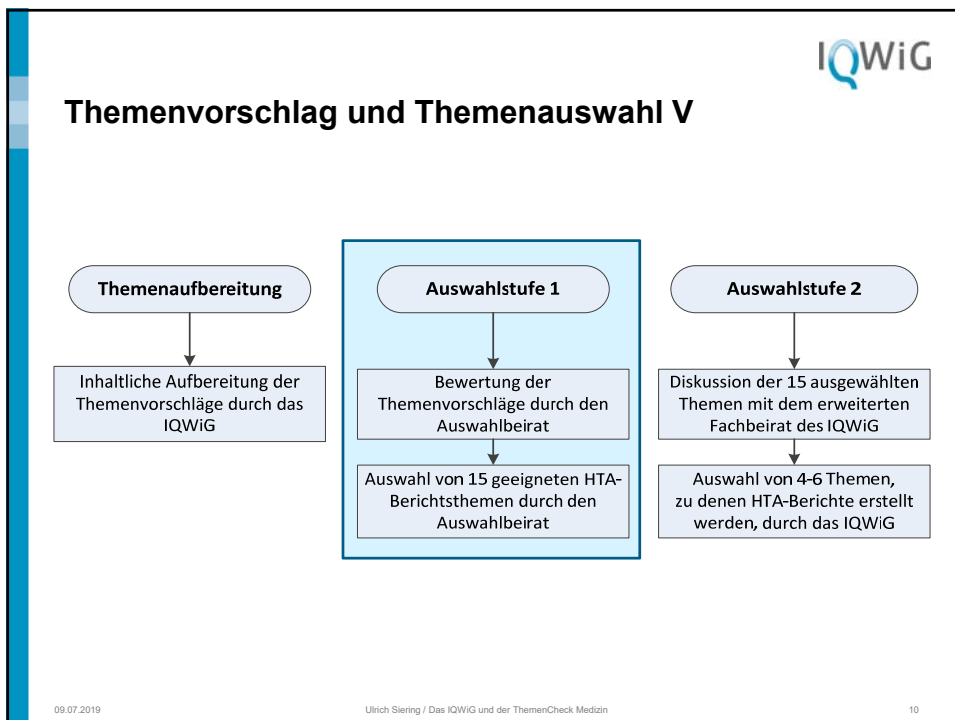 IQWiG
Themenvorschlag und Themenauswahl V
Themenaufbereitung
Inhaltliche Aufbereitung der
Themenvorschläge durch das
IQWiG
Auswahlstufe 1
Bewertung der
Themenvorschläge durch den
Auswahlbeirat
Auswahl von 15 geeigneten HTA-
Berichtsthemen durch den
Auswahlbeirat
Auswahlstufe 2
Diskussion der 15 ausgewählten
Themen mit dem erweiterten
Fachbeirat des IQWiG
Auswahl von 4-6 Themen,
zu denen HTA-Berichte erstellt
werden, durch das IQWiG
09.07.2019
Ulrich Siering / Das IQWiG und der ThemenCheck Medizin
10